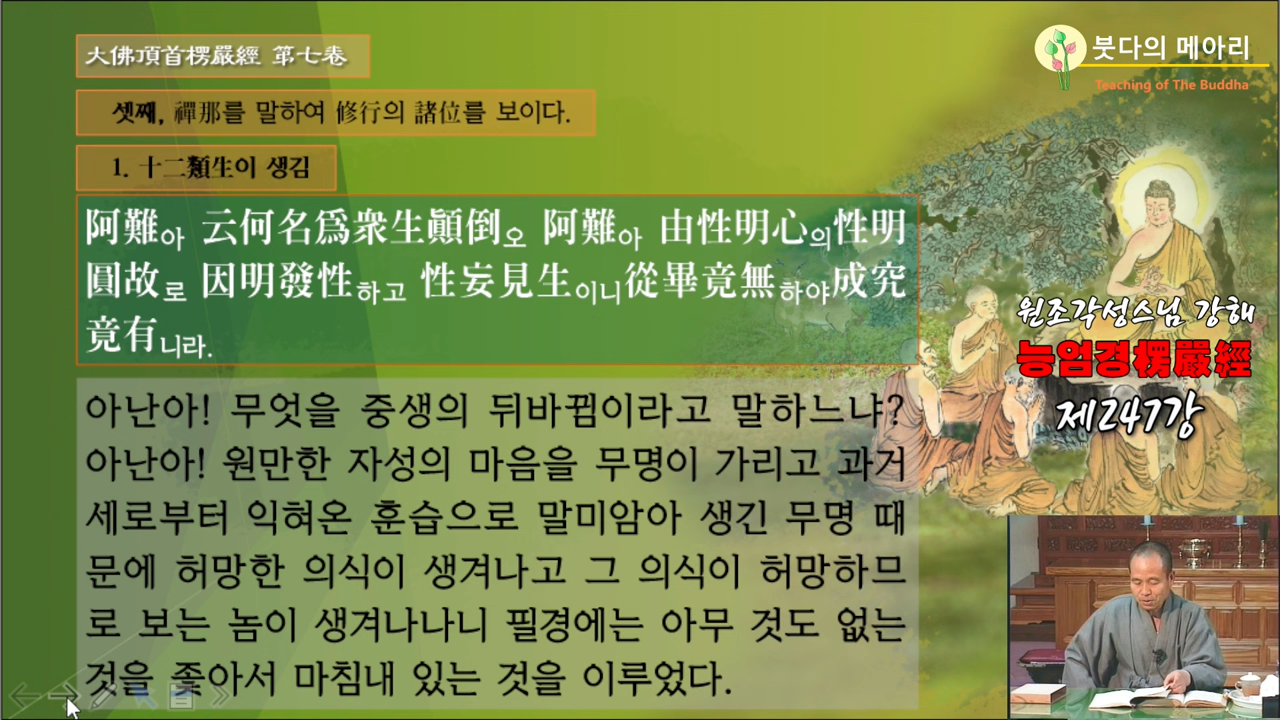 大佛頂首楞嚴經 第七卷
셋째, 禪那를 말하여 修行의 諸位를 보이다.
1. 十二類生이 생김
阿難아 云何名爲衆生顚倒오 阿難아 由性明心의性明
圓故로 因明發性하고 性妄見生이니從畢竟無하야成究
竟有니라.
아난아! 무엇을 중생의 뒤바뀜이라고 말하느냐?
아난아! 원만한 자성의 마음을 무명이 가리고 과거
세로부터 익혀온 훈습으로 말미암아 생긴 무명 때
문에 허망한 의식이 생겨나고 그 의식이 허망하므
로 보는 놈이 생겨나나니 필경에는 아무 것도 없는
것을 좇아서 마침내 있는 것을 이루었다.
붓다의 메아리
Teaching of The Buddha
원조각성스님 강해
능엄경楞嚴經
제247강